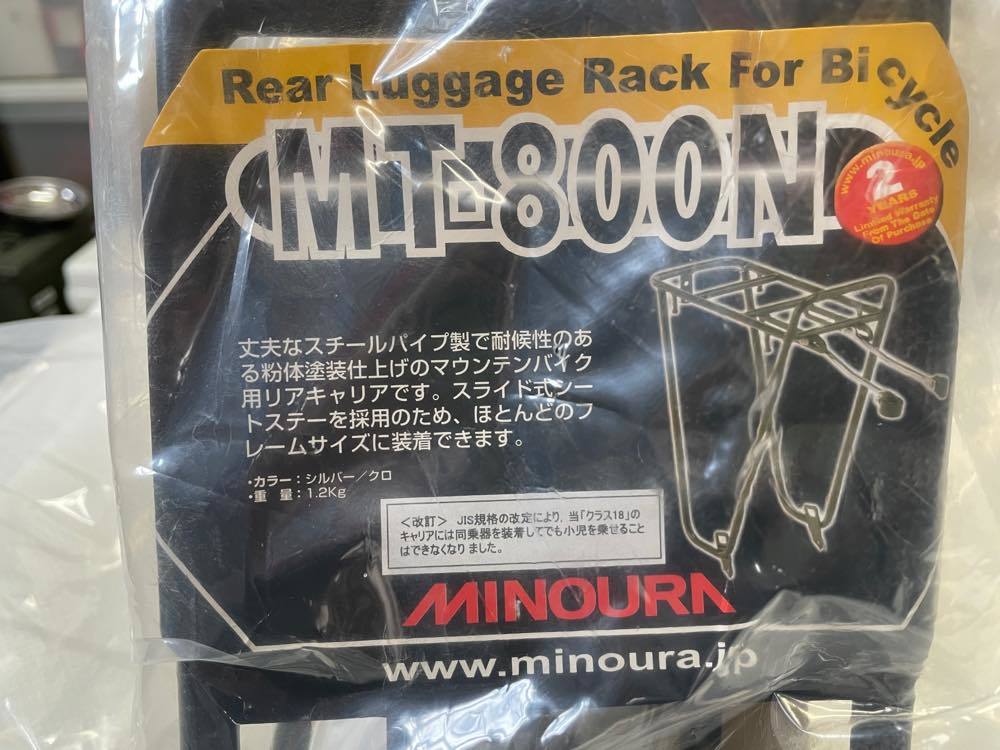 Rear Luggage Rack For Bicycle
MT-800N
www.minoura.jp
2
YEARS
Limited Warranty
From The Date
Of Purchase
丈夫なスチールパイプ製で耐候性のあ
る粉体塗装仕上げのマウンテンバイク
用リアキャリアです。スライド式シー
トステーを採用のため、ほとんどのフ
レームサイズに装着できます。
・カラー：シルバー／クロ
・重　量：1.2Kg
＜改訂＞ JIS規格の改定により、当「クラス18」の
キャリアには同乗器を装着してでも小児を乗せること
はできなくなりました。
MINOURA
www.minoura.jp